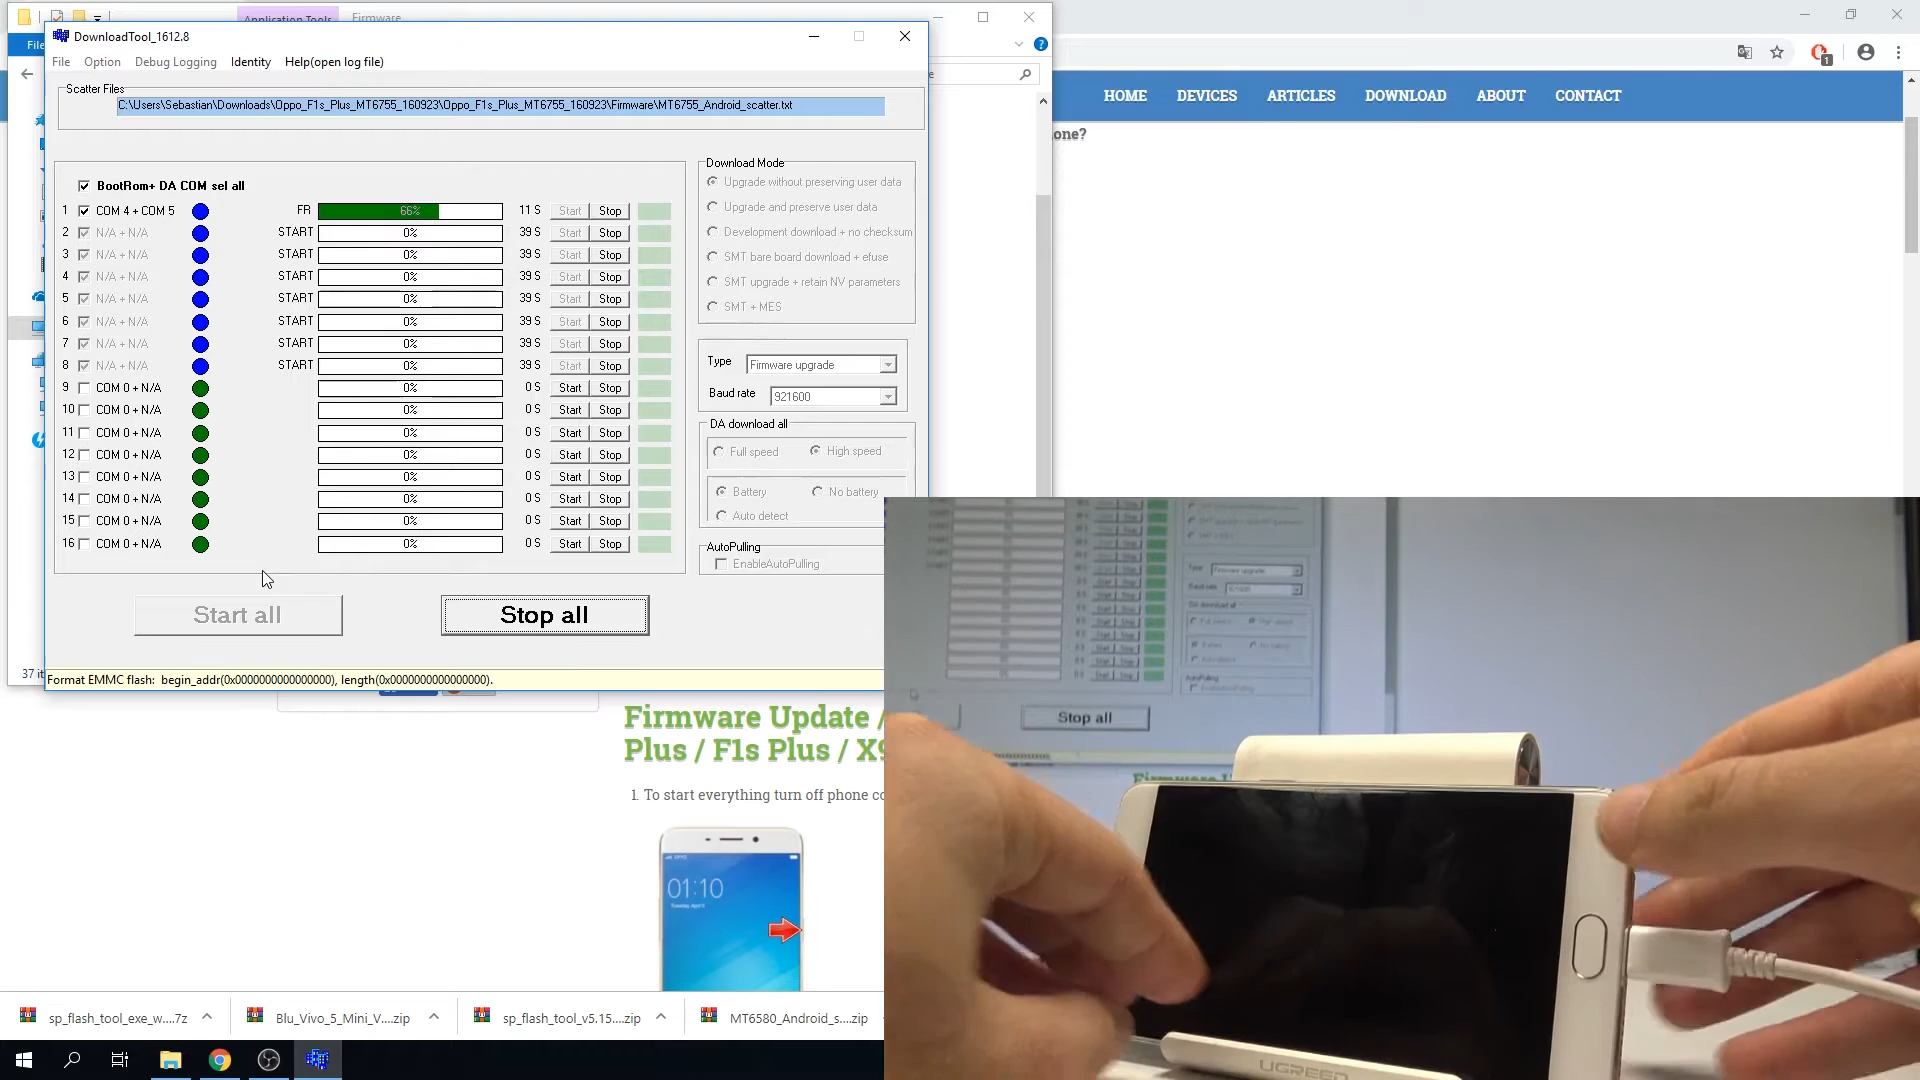 Application Tools
Firmware
File
DownloadTool_1612.8
File Option Debug Logging Identity Help(open log file)
Scatter Files
C:\Users\Sebastian\Downloads\Oppo_F1s_Plus_MT6755_160923\Oppo_F1s_Plus_MT6755_160923\Firmware\MT6755_Android_scatter.txt
BootRom+ DA COM sel all
1 COM 4 + COM 5 FR 66% 11 S Start Stop
2 N/A + N/A START 0% 39 S Start Stop
3 N/A + N/A START 0% 39 S Start Stop
4 N/A + N/A START 0% 39 S Start Stop
5 N/A + N/A START 0% 39 S Start Stop
6 N/A + N/A START 0% 39 S Start Stop
7 N/A + N/A START 0% 39 S Start Stop
8 N/A + N/A START 0% 39 S Start Stop
9 COM 0 + N/A 0% 0 S Start Stop
10 COM 0 + N/A 0% 0 S Start Stop
11 COM 0 + N/A 0% 0 S Start Stop
12 COM 0 + N/A 0% 0 S Start Stop
13 COM 0 + N/A 0% 0 S Start Stop
14 COM 0 + N/A 0% 0 S Start Stop
15 COM 0 + N/A 0% 0 S Start Stop
16 COM 0 + N/A 0% 0 S Start Stop
Start all
Stop all
Download Mode
Upgrade without preserving user data
Upgrade and preserve user data
Development download + no checksum
SMT bare board download + efuse
SMT upgrade + retain NV parameters
SMT + MES
Type Firmware upgrade
Baud rate 921600
DA download all
Full speed High speed
Battery No battery
Auto detect
AutoPulling
EnableAutoPulling
37 it
Format EMMC flash: begin_addr(0x0000000000000000), length(0x0000000000000000).
HOME DEVICES ARTICLES DOWNLOAD ABOUT CONTACT
one?
1
Firmware Update /
Plus / F1s Plus / X9
1. To start everything turn off phone co
01:10
sp_flash_tool_exe_w....7z
Blu_Vivo_5_Mini_V....zip
sp_flash_tool_v5.15....zip
MT6580_Android_s....zip
Type Firmware upgrade
Stop all
UGREEN